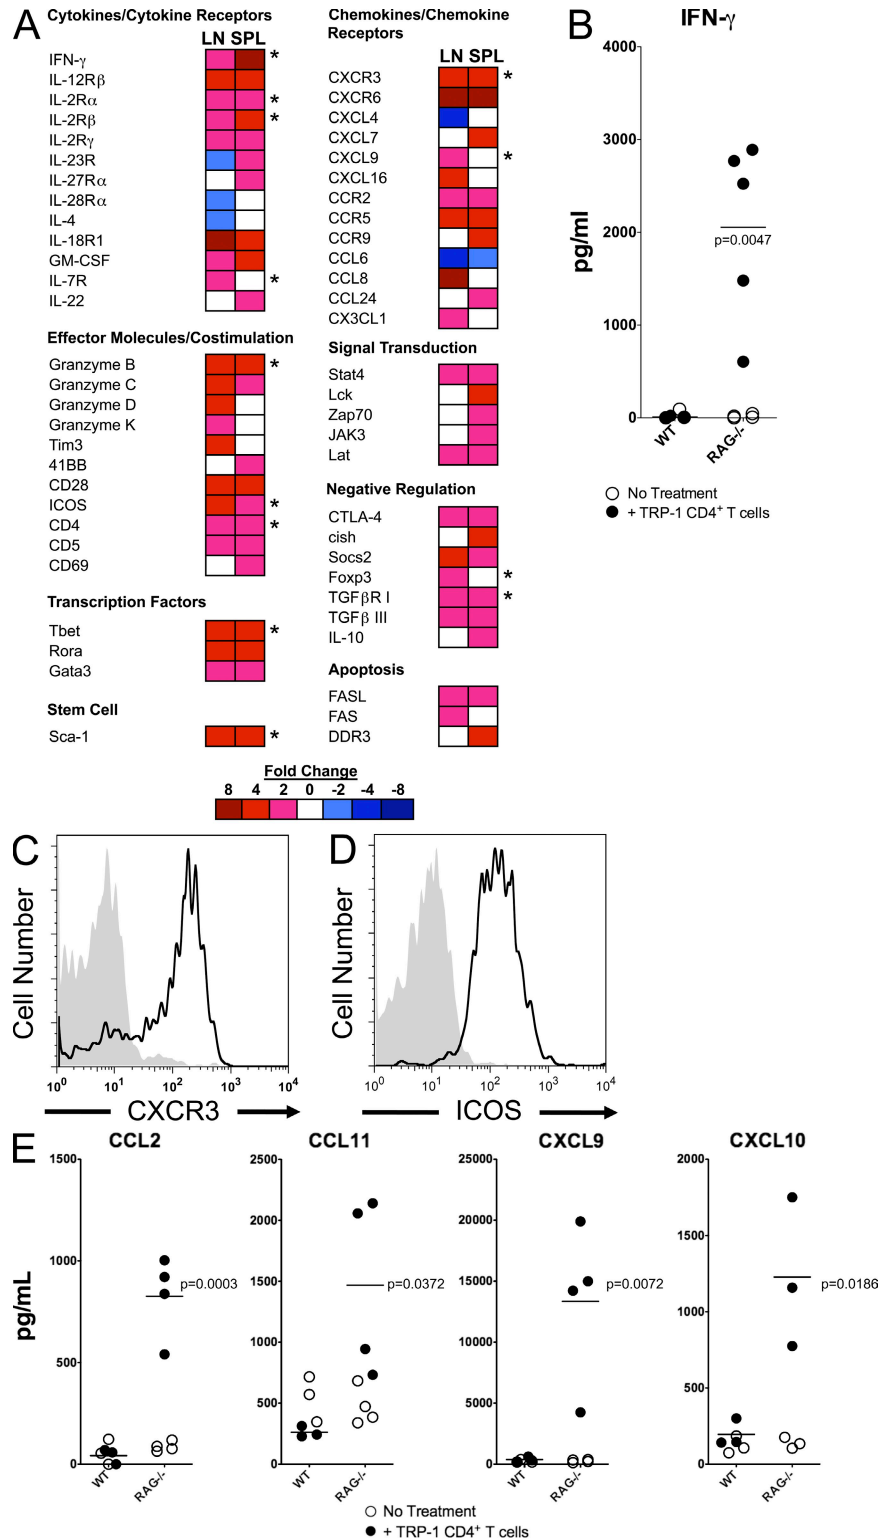 A
Cytokines/Cytokine Receptors
LN SPL
IFN-γ *
IL-12Rβ
IL-2Rα *
IL-2Rβ *
IL-2Rγ
IL-23R
IL-27Rα
IL-28Rα
IL-4
IL-18R1
GM-CSF
IL-7R *
IL-22
Effector Molecules/Costimulation
Granzyme B *
Granzyme C
Granzyme D
Granzyme K
Tim3
41BB
CD28
ICOS *
CD4 *
CD5
CD69
Transcription Factors
Tbet *
Rora
Gata3
Stem Cell
Sca-1 *
Chemokines/Chemokine
Receptors
LN SPL
CXCR3 *
CXCR6
CXCL4
CXCL7
CXCL9 *
CXCL16
CCR2
CCR5
CCR9
CCL6
CCL8
CCL24
CX3CL1
Signal Transduction
Stat4
Lck
Zap70
JAK3
Lat
Negative Regulation
CTLA-4
cish
Socs2
Foxp3 *
TGFβR I *
TGFβ III
IL-10
Apoptosis
FASL
FAS
DDR3
Fold Change
8 4 2 0 -2 -4 -8
B
IFN-γ
pg/ml
4000
3000
2000
1000
0
p=0.0047
WT
RAG-/-
No Treatment
+ TRP-1 CD4⁺ T cells
C
Cell Number
10⁰ 10¹ 10² 10³ 10⁴
CXCR3
D
Cell Number
10⁰ 10¹ 10² 10³ 10⁴
ICOS
E
CCL2
pg/mL
1500
1000
500
0
p=0.0003
WT
RAG-/-
CCL11
2500
2000
1500
1000
500
0
p=0.0372
WT
RAG-/-
CXCL9
25000
20000
15000
10000
5000
0
p=0.0072
WT
RAG-/-
CXCL10
2000
1500
1000
500
0
p=0.0186
WT
RAG-/-
No Treatment
+ TRP-1 CD4⁺ T cells